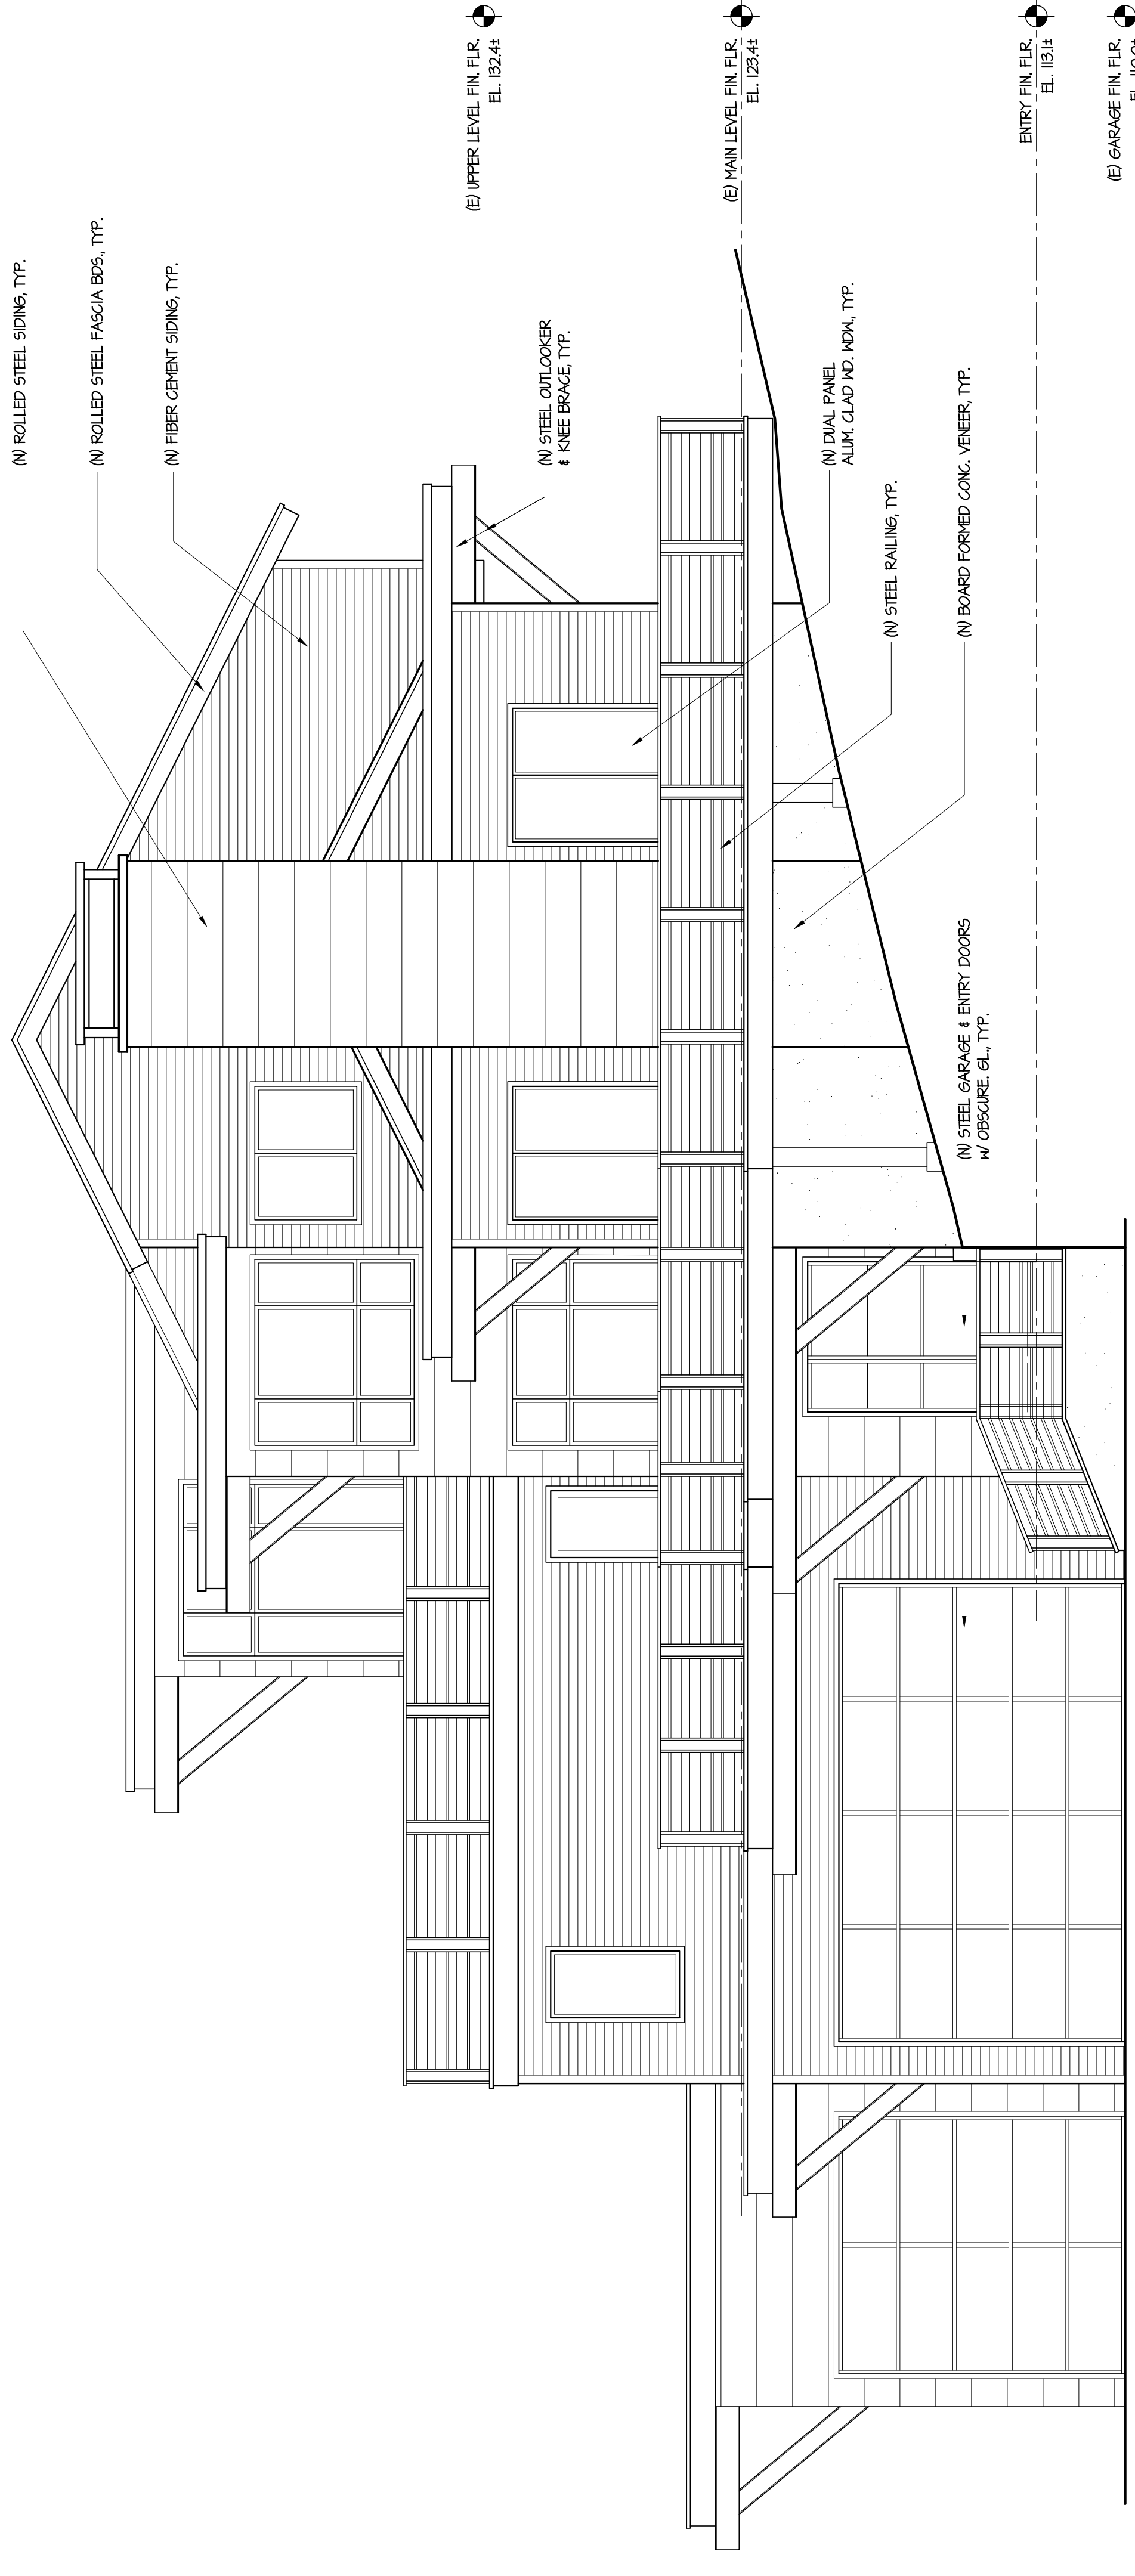 (N) ROLLED STEEL SIDING, TYP.
(N) ROLLED STEEL FASCIA BDS., TYP.
(N) FIBER CEMENT SIDING, TYP.
(E) UPPER LEVEL FIN. FLR.
EL. 132.4±
(N) STEEL OUTLOOKER
& KNEE BRACE, TYP.
(E) MAIN LEVEL FIN. FLR.
EL. 123.4±
(N) DUAL PANEL
ALUM. CLAD WD. WDW., TYP.
(N) STEEL RAILING, TYP.
(N) BOARD FORMED CONC. VENEER, TYP.
(N) STEEL GARAGE & ENTRY DOORS
W/ OBSCURE. GL., TYP.
ENTRY FIN. FLR.
EL. 113.1±
(E) GARAGE FIN. FLR.
EL.